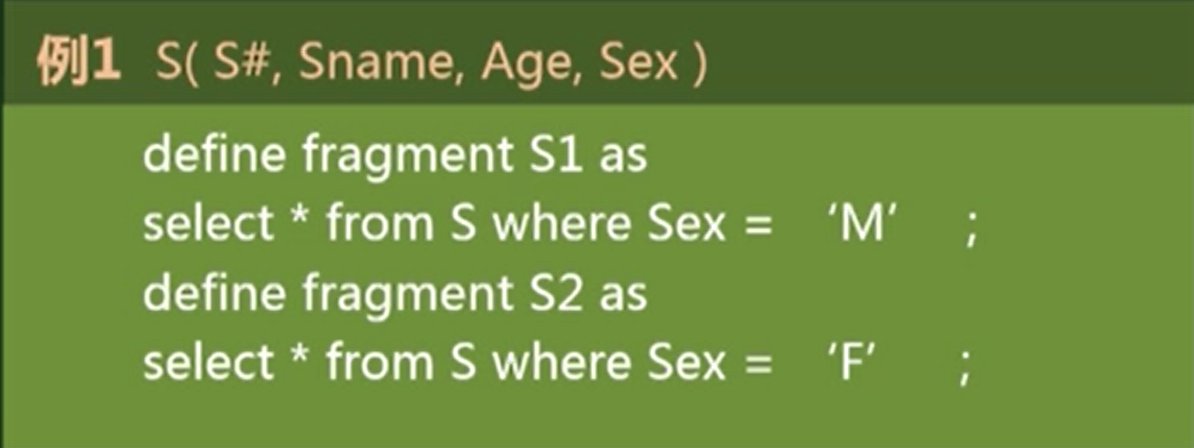 例1 S( S#, Sname, Age, Sex )
define fragment S1 as
select * from S where Sex = ‘M’ ;
define fragment S2 as
select * from S where Sex = ‘F’ ;